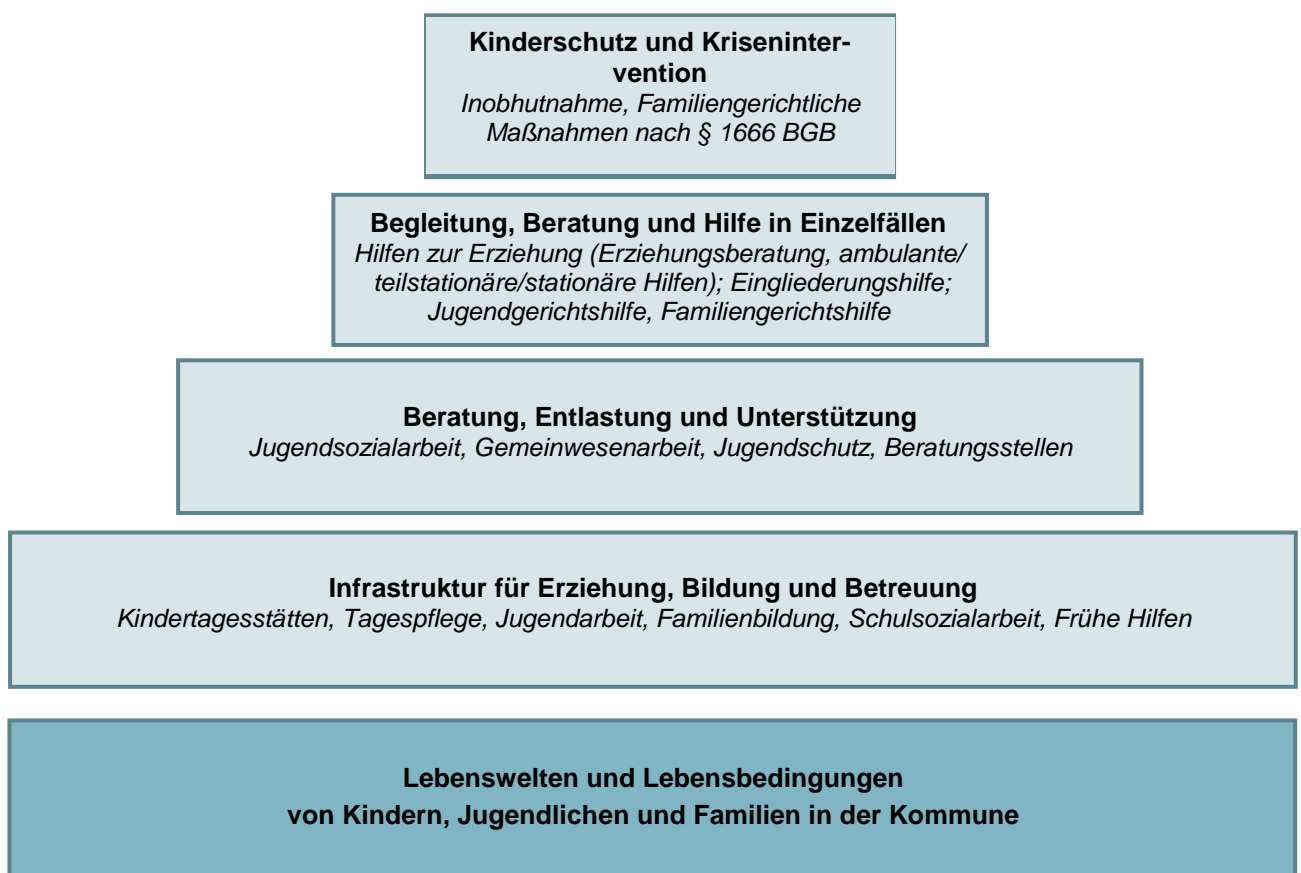 Kinderschutz und Kriseninter-
vention
Inobhutnahme, Familiengerichtliche
Maßnahmen nach § 1666 BGB
Begleitung, Beratung und Hilfe in Einzelfällen
Hilfen zur Erziehung (Erziehungsberatung, ambulante/
teilstationäre/stationäre Hilfen); Eingliederungshilfe;
Jugendgerichtshilfe, Familiengerichtshilfe
Beratung, Entlastung und Unterstützung
Jugendsozialarbeit, Gemeinwesenarbeit, Jugendschutz, Beratungsstellen
Infrastruktur für Erziehung, Bildung und Betreuung
Kindertagesstätten, Tagespflege, Jugendarbeit, Familienbildung, Schulsozialarbeit, Frühe Hilfen
Lebenswelten und Lebensbedingungen
von Kindern, Jugendlichen und Familien in der Kommune